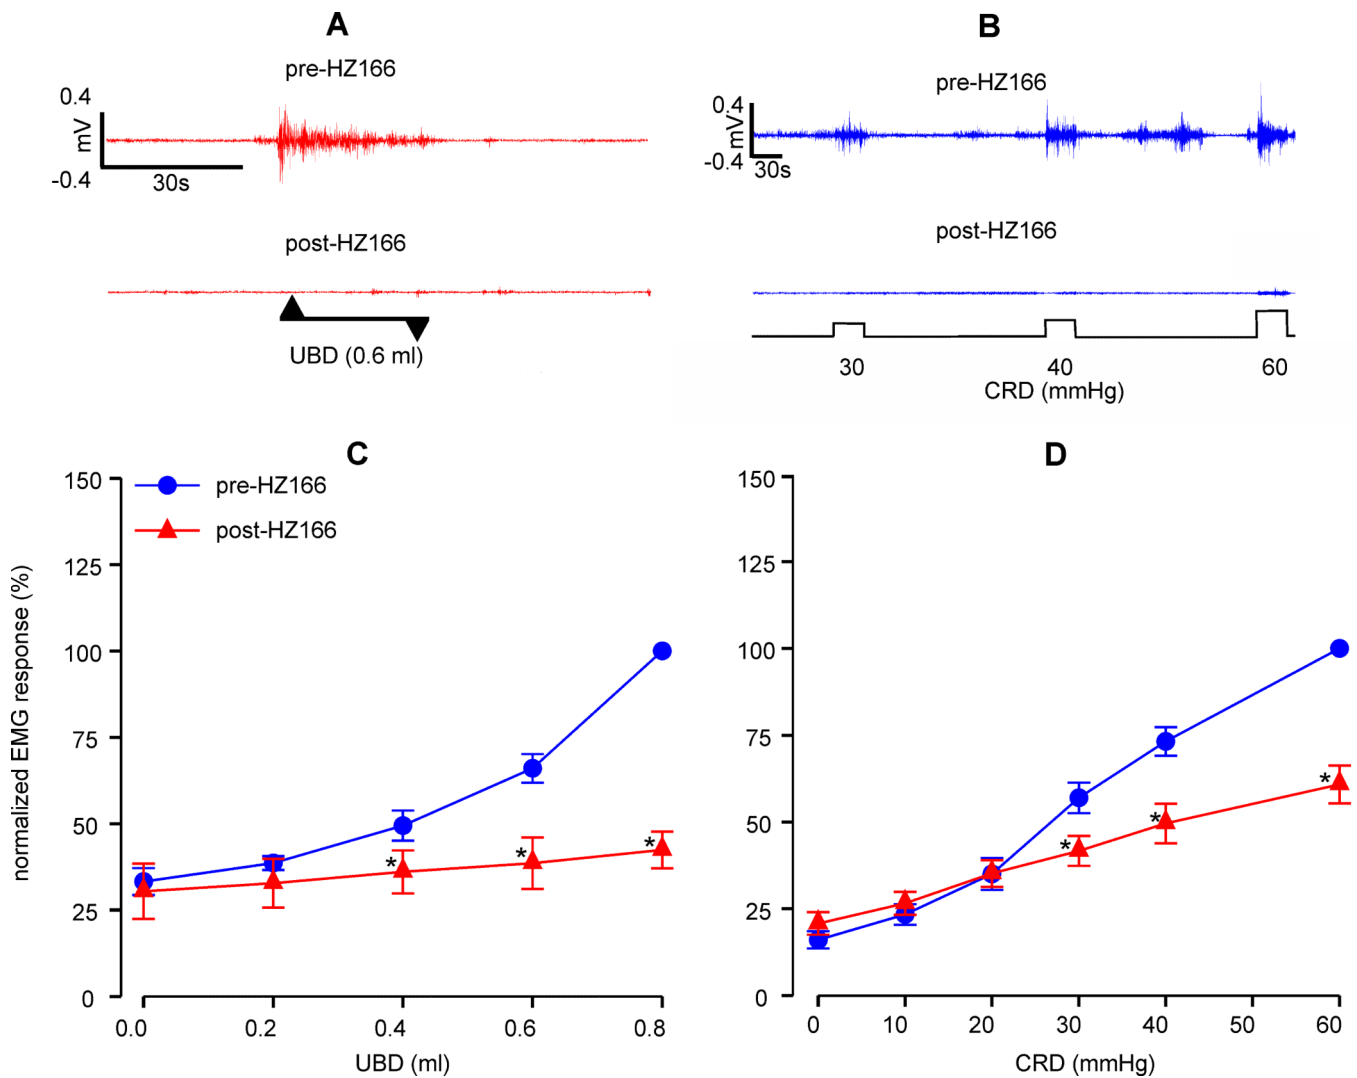 A
pre-HZ166
0.4
mV
-0.4
30s
post-HZ166
UBD (0.6 ml)
B
pre-HZ166
0.4
mV
-0.4
30s
post-HZ166
30 40 60
CRD (mmHg)
C
pre-HZ166
post-HZ166
normalized EMG response (%)
150
125
100
75
50
25
0
* * *
0.0 0.2 0.4 0.6 0.8
UBD (ml)
D
150
125
100
75
50
25
0
* * *
0 10 20 30 40 50 60
CRD (mmHg)